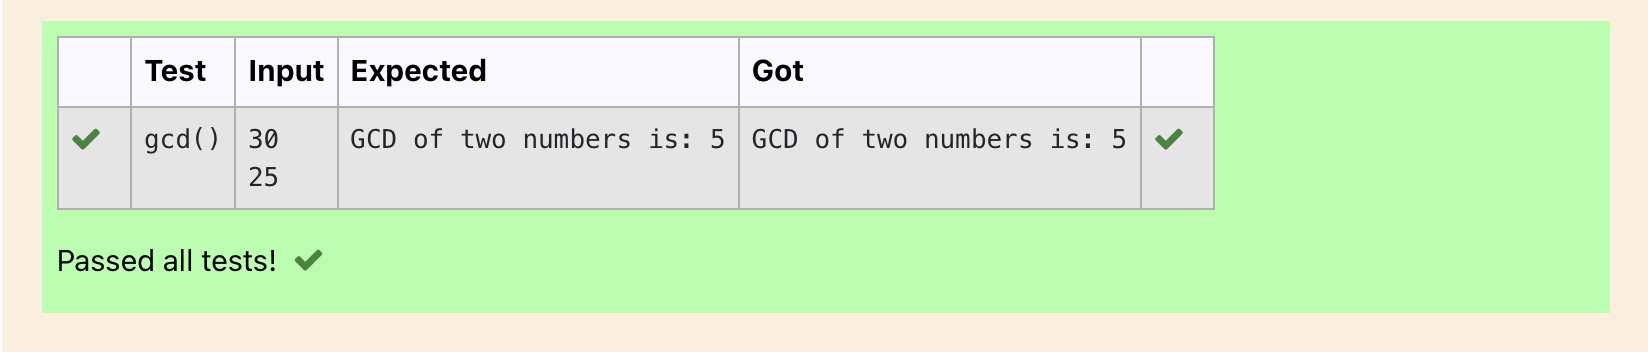 Test Input Expected Got
gcd() 30 GCD of two numbers is: 5 GCD of two numbers is: 5
25
Passed all tests!